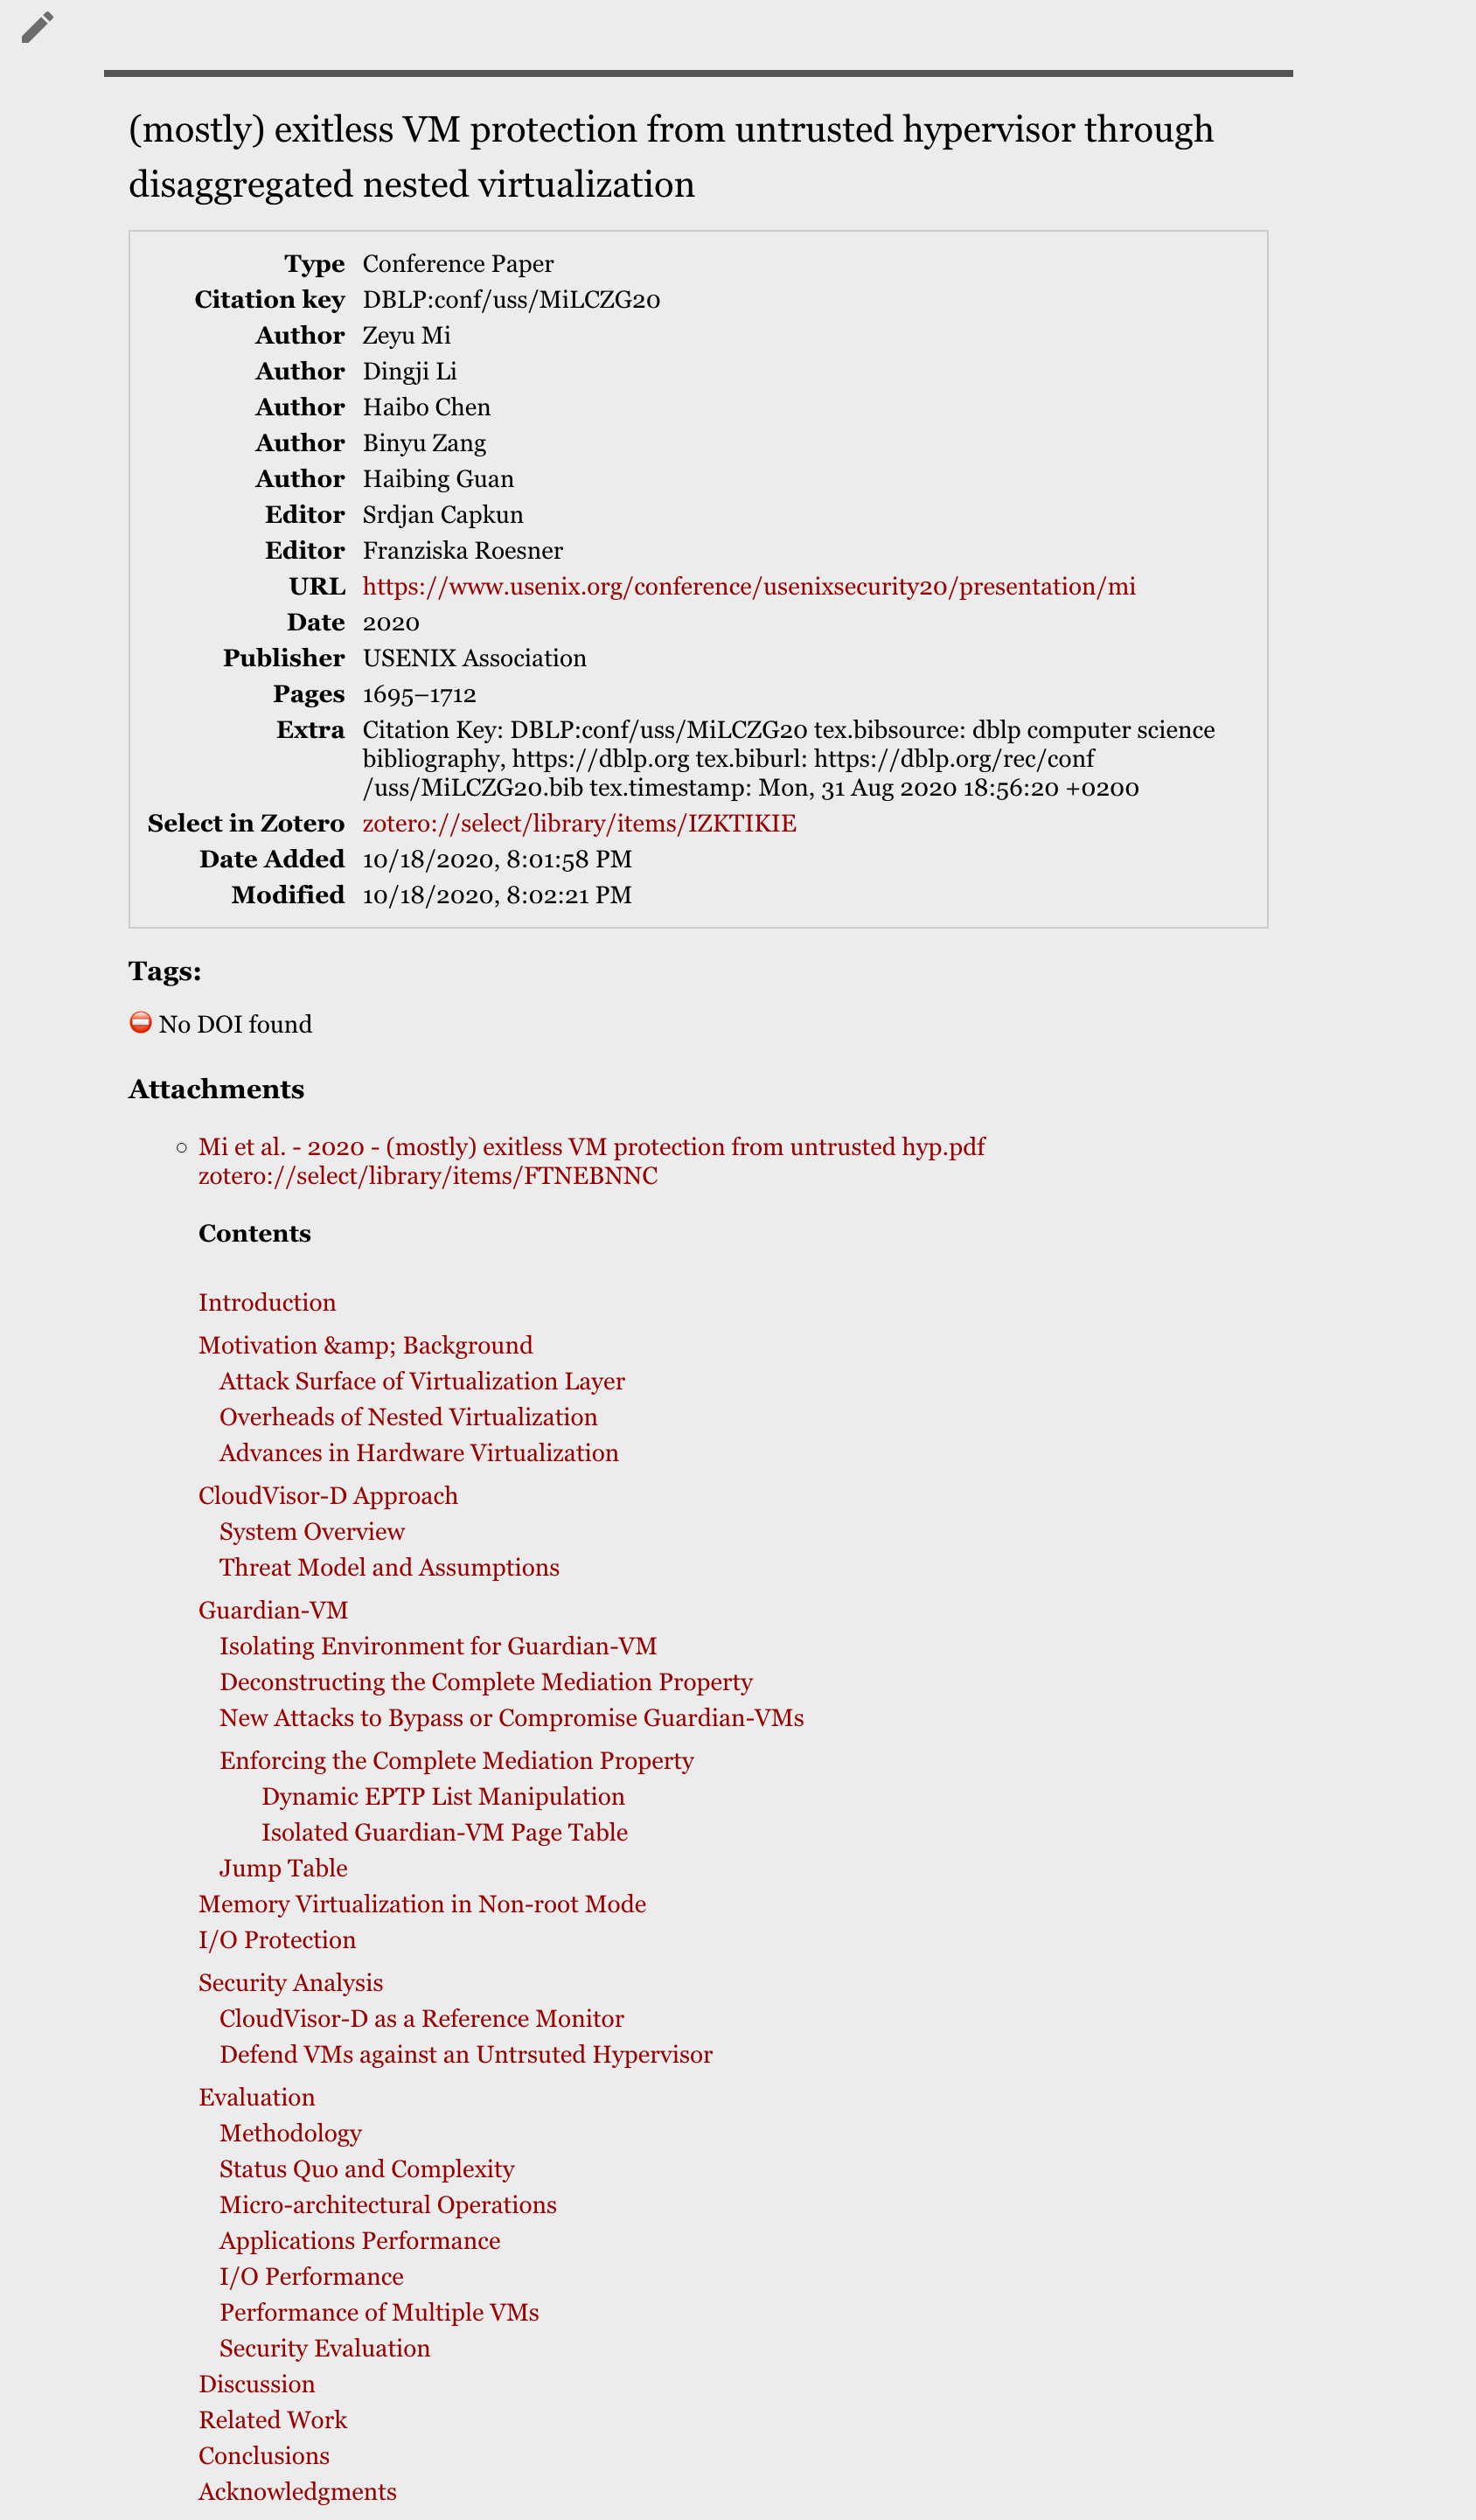 (mostly) exitless VM protection from untrusted hypervisor through
disaggregated nested virtualization
Type Conference Paper
Citation key DBLP:conf/uss/MiLCZG20
Author Zeyu Mi
Author Dingji Li
Author Haibo Chen
Author Binyu Zang
Author Haibing Guan
Editor Srdjan Capkun
Editor Franziska Roesner
URL https://www.usenix.org/conference/usenixsecurity20/presentation/mi
Date 2020
Publisher USENIX Association
Pages 1695–1712
Extra Citation Key: DBLP:conf/uss/MiLCZG20 tex.bibsource: dblp computer science
bibliography, https://dblp.org tex.biburl: https://dblp.org/rec/conf
/uss/MiLCZG20.bib tex.timestamp: Mon, 31 Aug 2020 18:56:20 +0200
Select in Zotero zotero://select/library/items/IZKTIKIE
Date Added 10/18/2020, 8:01:58 PM
Modified 10/18/2020, 8:02:21 PM
Tags:
No DOI found
Attachments
Mi et al. - 2020 - (mostly) exitless VM protection from untrusted hyp.pdf
zotero://select/library/items/FTNEBNNC
Contents
Introduction
Motivation &amp; Background
Attack Surface of Virtualization Layer
Overheads of Nested Virtualization
Advances in Hardware Virtualization
CloudVisor-D Approach
System Overview
Threat Model and Assumptions
Guardian-VM
Isolating Environment for Guardian-VM
Deconstructing the Complete Mediation Property
New Attacks to Bypass or Compromise Guardian-VMs
Enforcing the Complete Mediation Property
Dynamic EPTP List Manipulation
Isolated Guardian-VM Page Table
Jump Table
Memory Virtualization in Non-root Mode
I/O Protection
Security Analysis
CloudVisor-D as a Reference Monitor
Defend VMs against an Untrsuted Hypervisor
Evaluation
Methodology
Status Quo and Complexity
Micro-architectural Operations
Applications Performance
I/O Performance
Performance of Multiple VMs
Security Evaluation
Discussion
Related Work
Conclusions
Acknowledgments